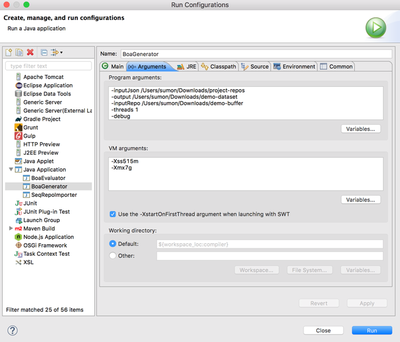 Run Configurations
Create, manage, and run configurations
Run a Java application
type filter text
Apache Tomcat
Eclipse Application
Eclipse Data Tools
Generic Server
Generic Server(External La
Gradle Project
Grunt
Gulp
HTTP Preview
J2EE Preview
Java Applet
Java Application
BoaEvaluator
BoaGenerator
SeqRepoImporter
JUnit
JUnit Plug-in Test
Launch Group
Maven Build
Node.js Application
OSGi Framework
Task Context Test
XSL
Filter matched 25 of 56 items
Name: BoaGenerator
Main
Arguments
JRE
Classpath
Source
Environment
Common
Program arguments:
-inputJson /Users/sumon/Downloads/project-repos
-output /Users/sumon/Downloads/demo-dataset
-inputRepo /Users/sumon/Downloads/demo-buffer
-threads 1
-debug
Variables...
VM arguments:
-Xss515m
-Xmx7g
Variables...
Use the -XstartOnFirstThread argument when launching with SWT
Working directory:
Default: ${workspace_loc:compiler}
Other:
Workspace...
File System...
Variables...
Revert
Apply
?
Close
Run